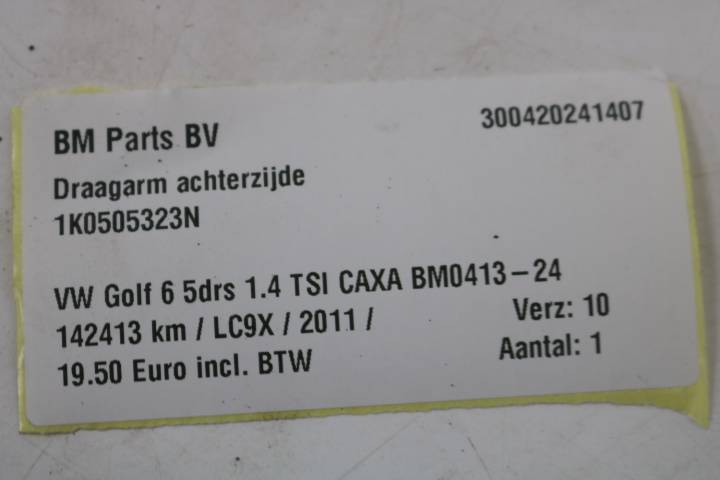 BM Parts BV 300420241407
Draagarm achterzijde
1K0505323N
VW Golf 6 5drs 1.4 TSI CAXA BM0413-24
142413 km / LC9X / 2011 / Verz: 10
19.50 Euro incl. BTW Aantal: 1